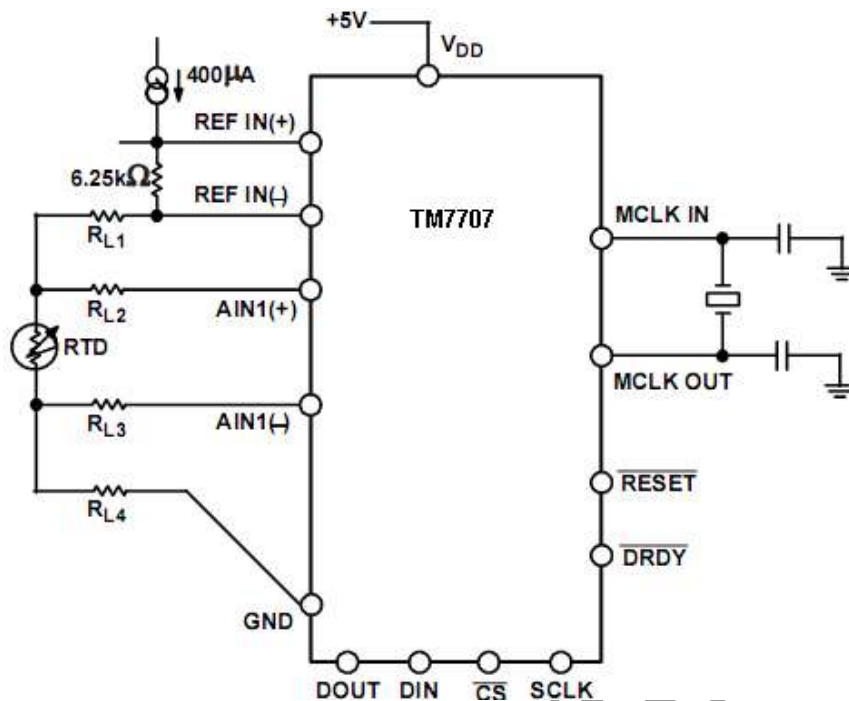 +5V
VDD
400µA
REF IN(+)
6.25kΩ
REF IN(-)
TM7707
MCLK IN
RL1
RL2
AIN1(+)
RTD
MCLK OUT
RL3
AIN1(-)
RL4
RESET
DRDY
GND
DOUT DIN CS SCLK